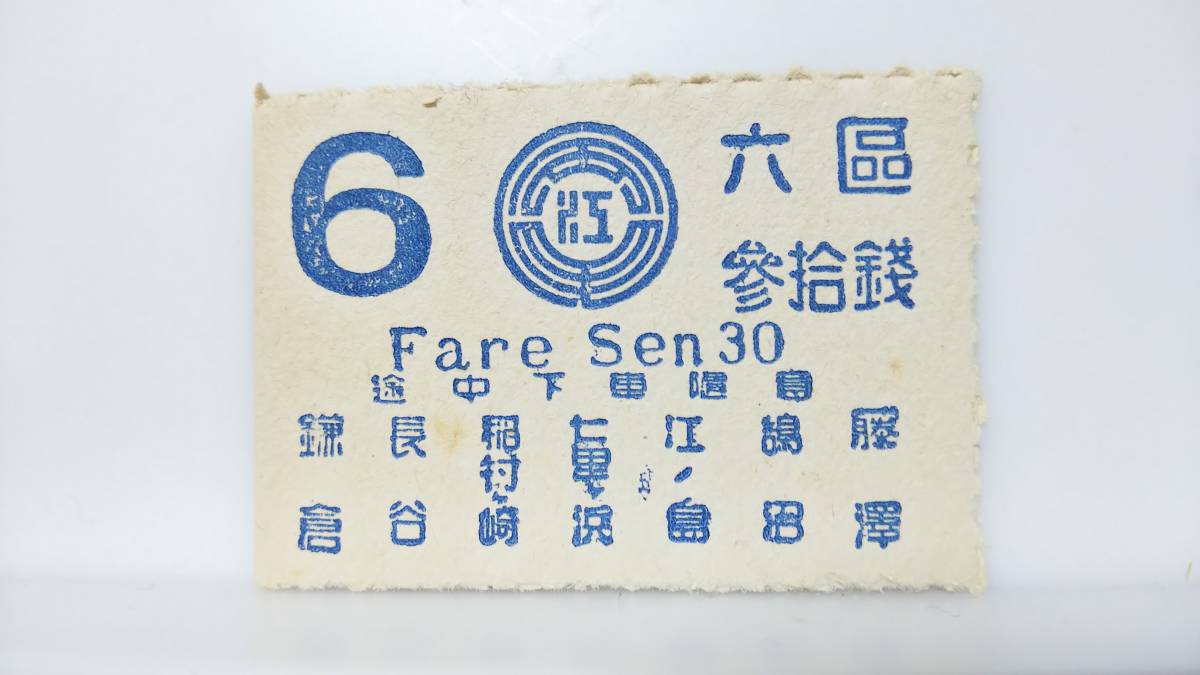 6
江
六區
參拾錢
Fare Sen 30
途中下車隨意
鎌倉
長谷
稲村ヶ崎
七里ヶ浜
江ノ島
鵠沼
藤澤